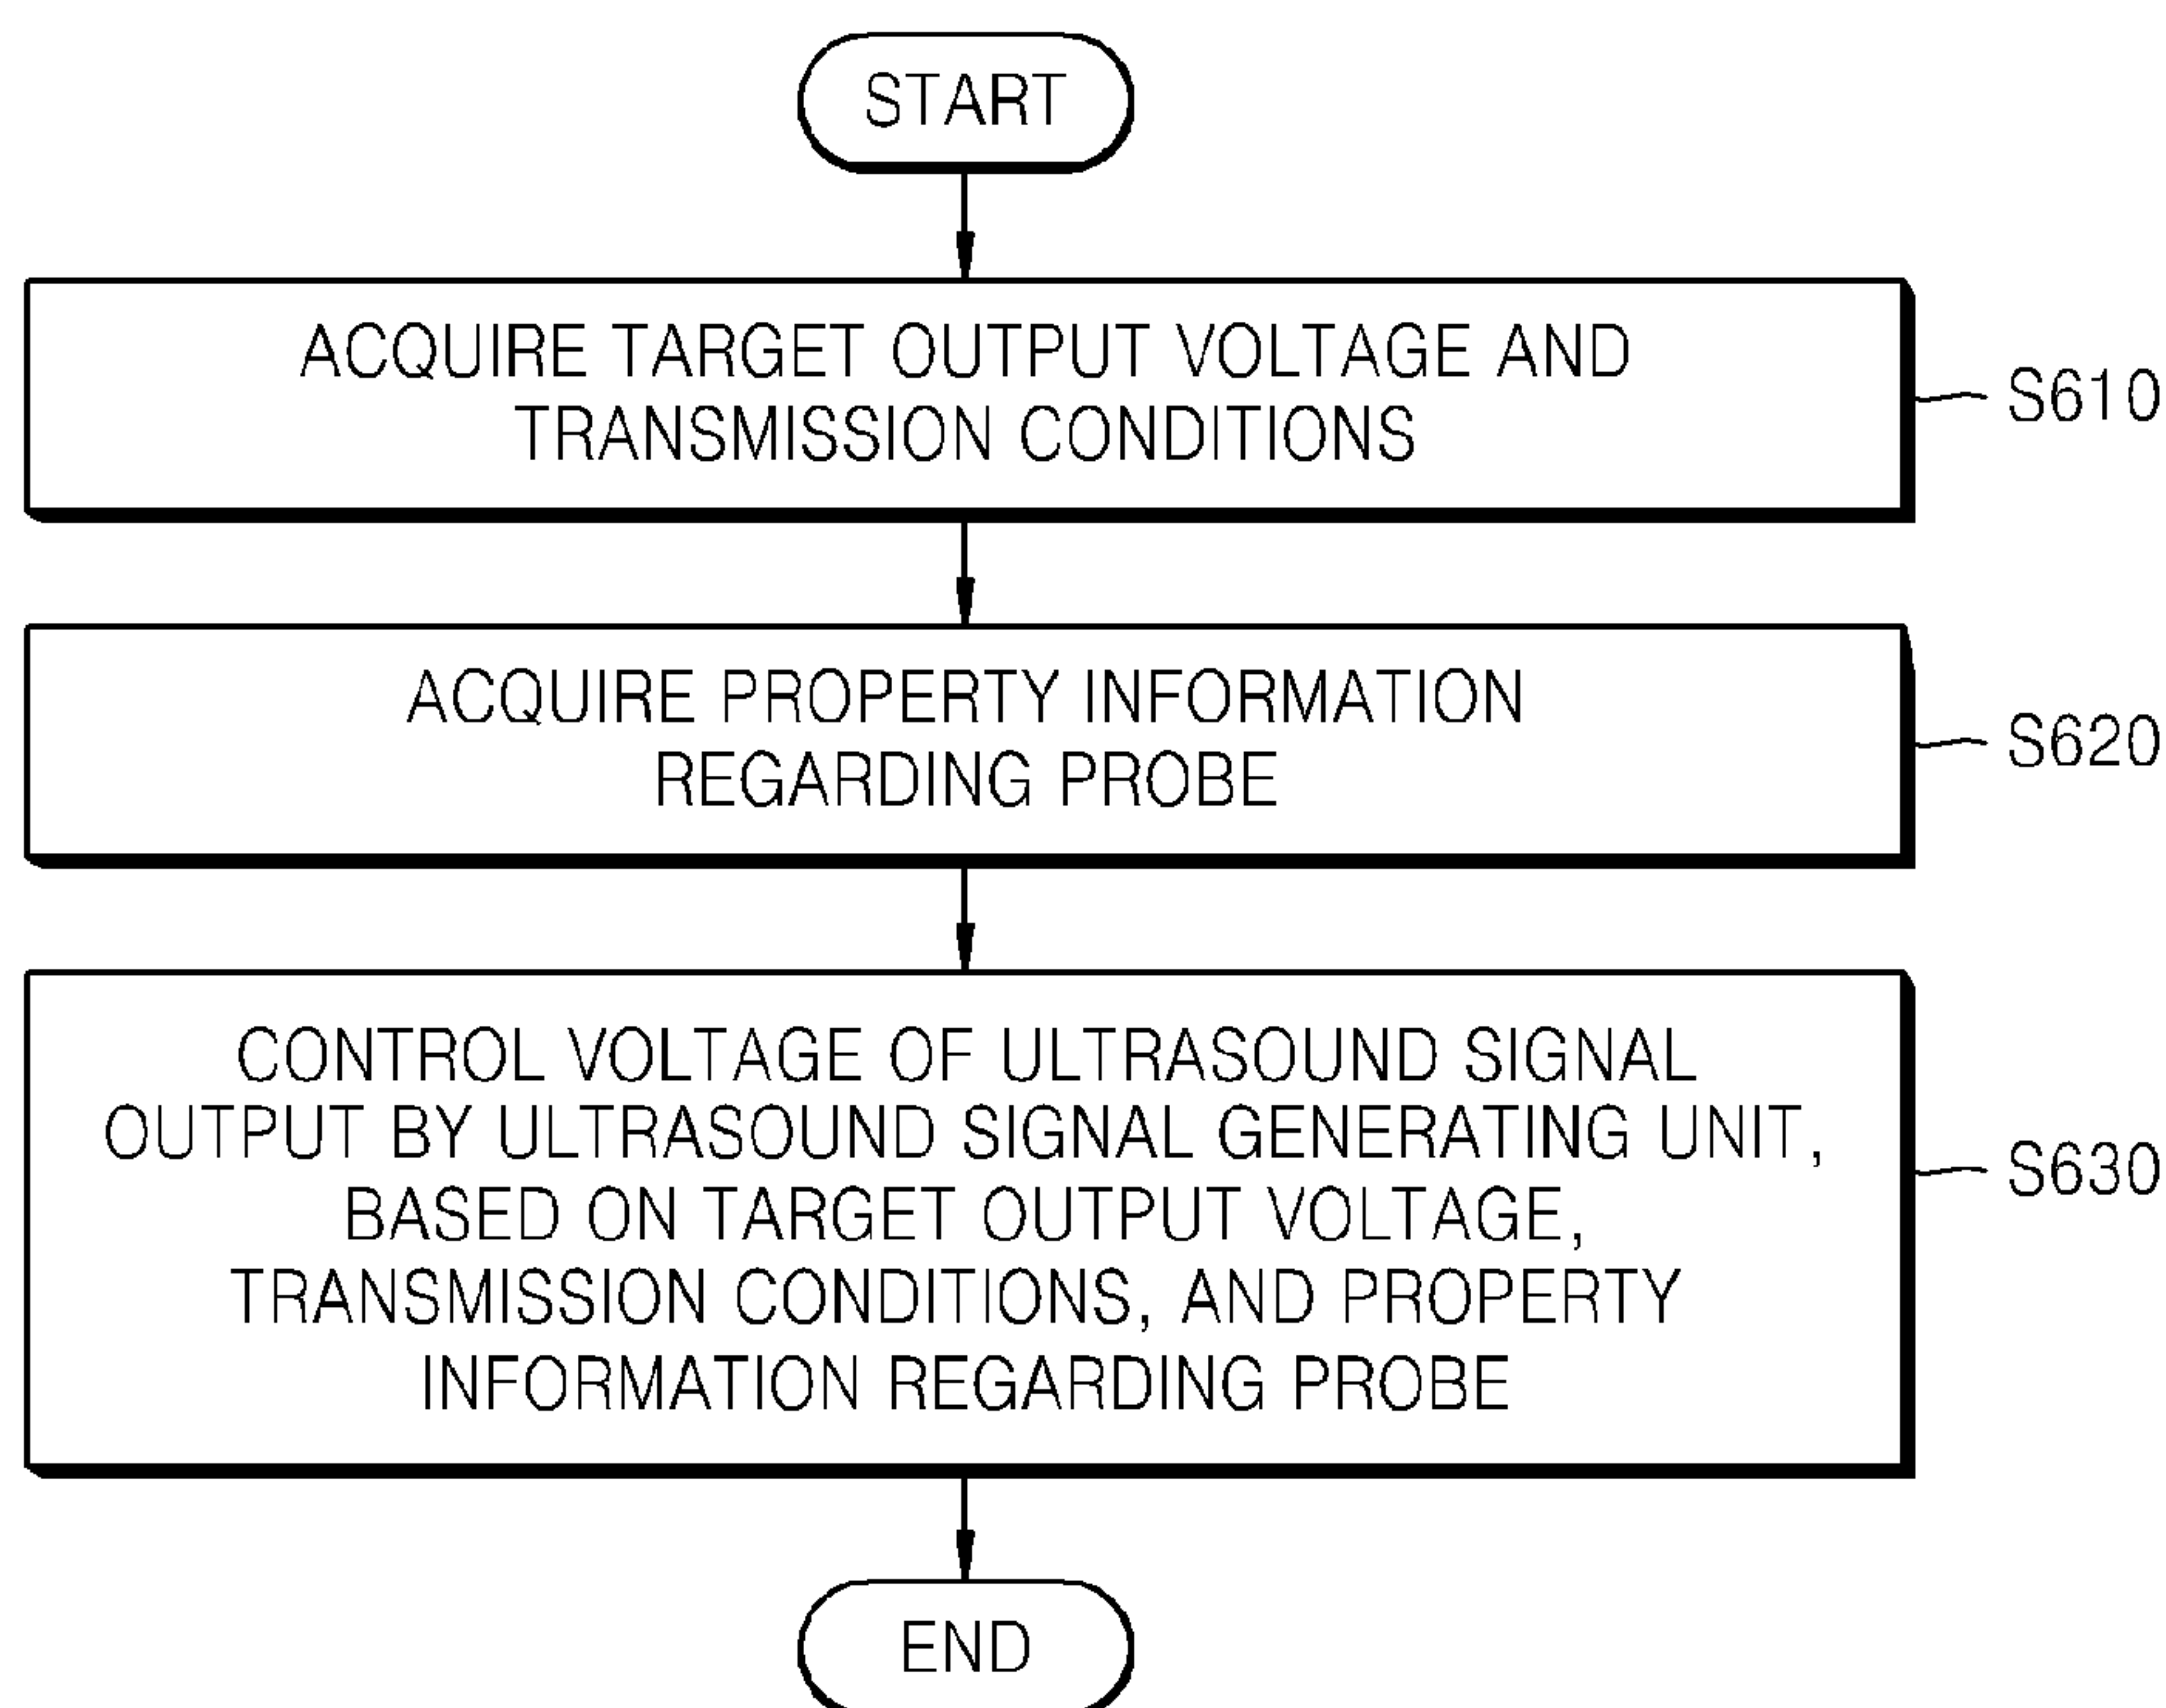 START
ACQUIRE TARGET OUTPUT VOLTAGE AND
TRANSMISSION CONDITIONS
S610
ACQUIRE PROPERTY INFORMATION
REGARDING PROBE
S620
CONTROL VOLTAGE OF ULTRASOUND SIGNAL
OUTPUT BY ULTRASOUND SIGNAL GENERATING UNIT,
BASED ON TARGET OUTPUT VOLTAGE,
TRANSMISSION CONDITIONS, AND PROPERTY
INFORMATION REGARDING PROBE
S630
END